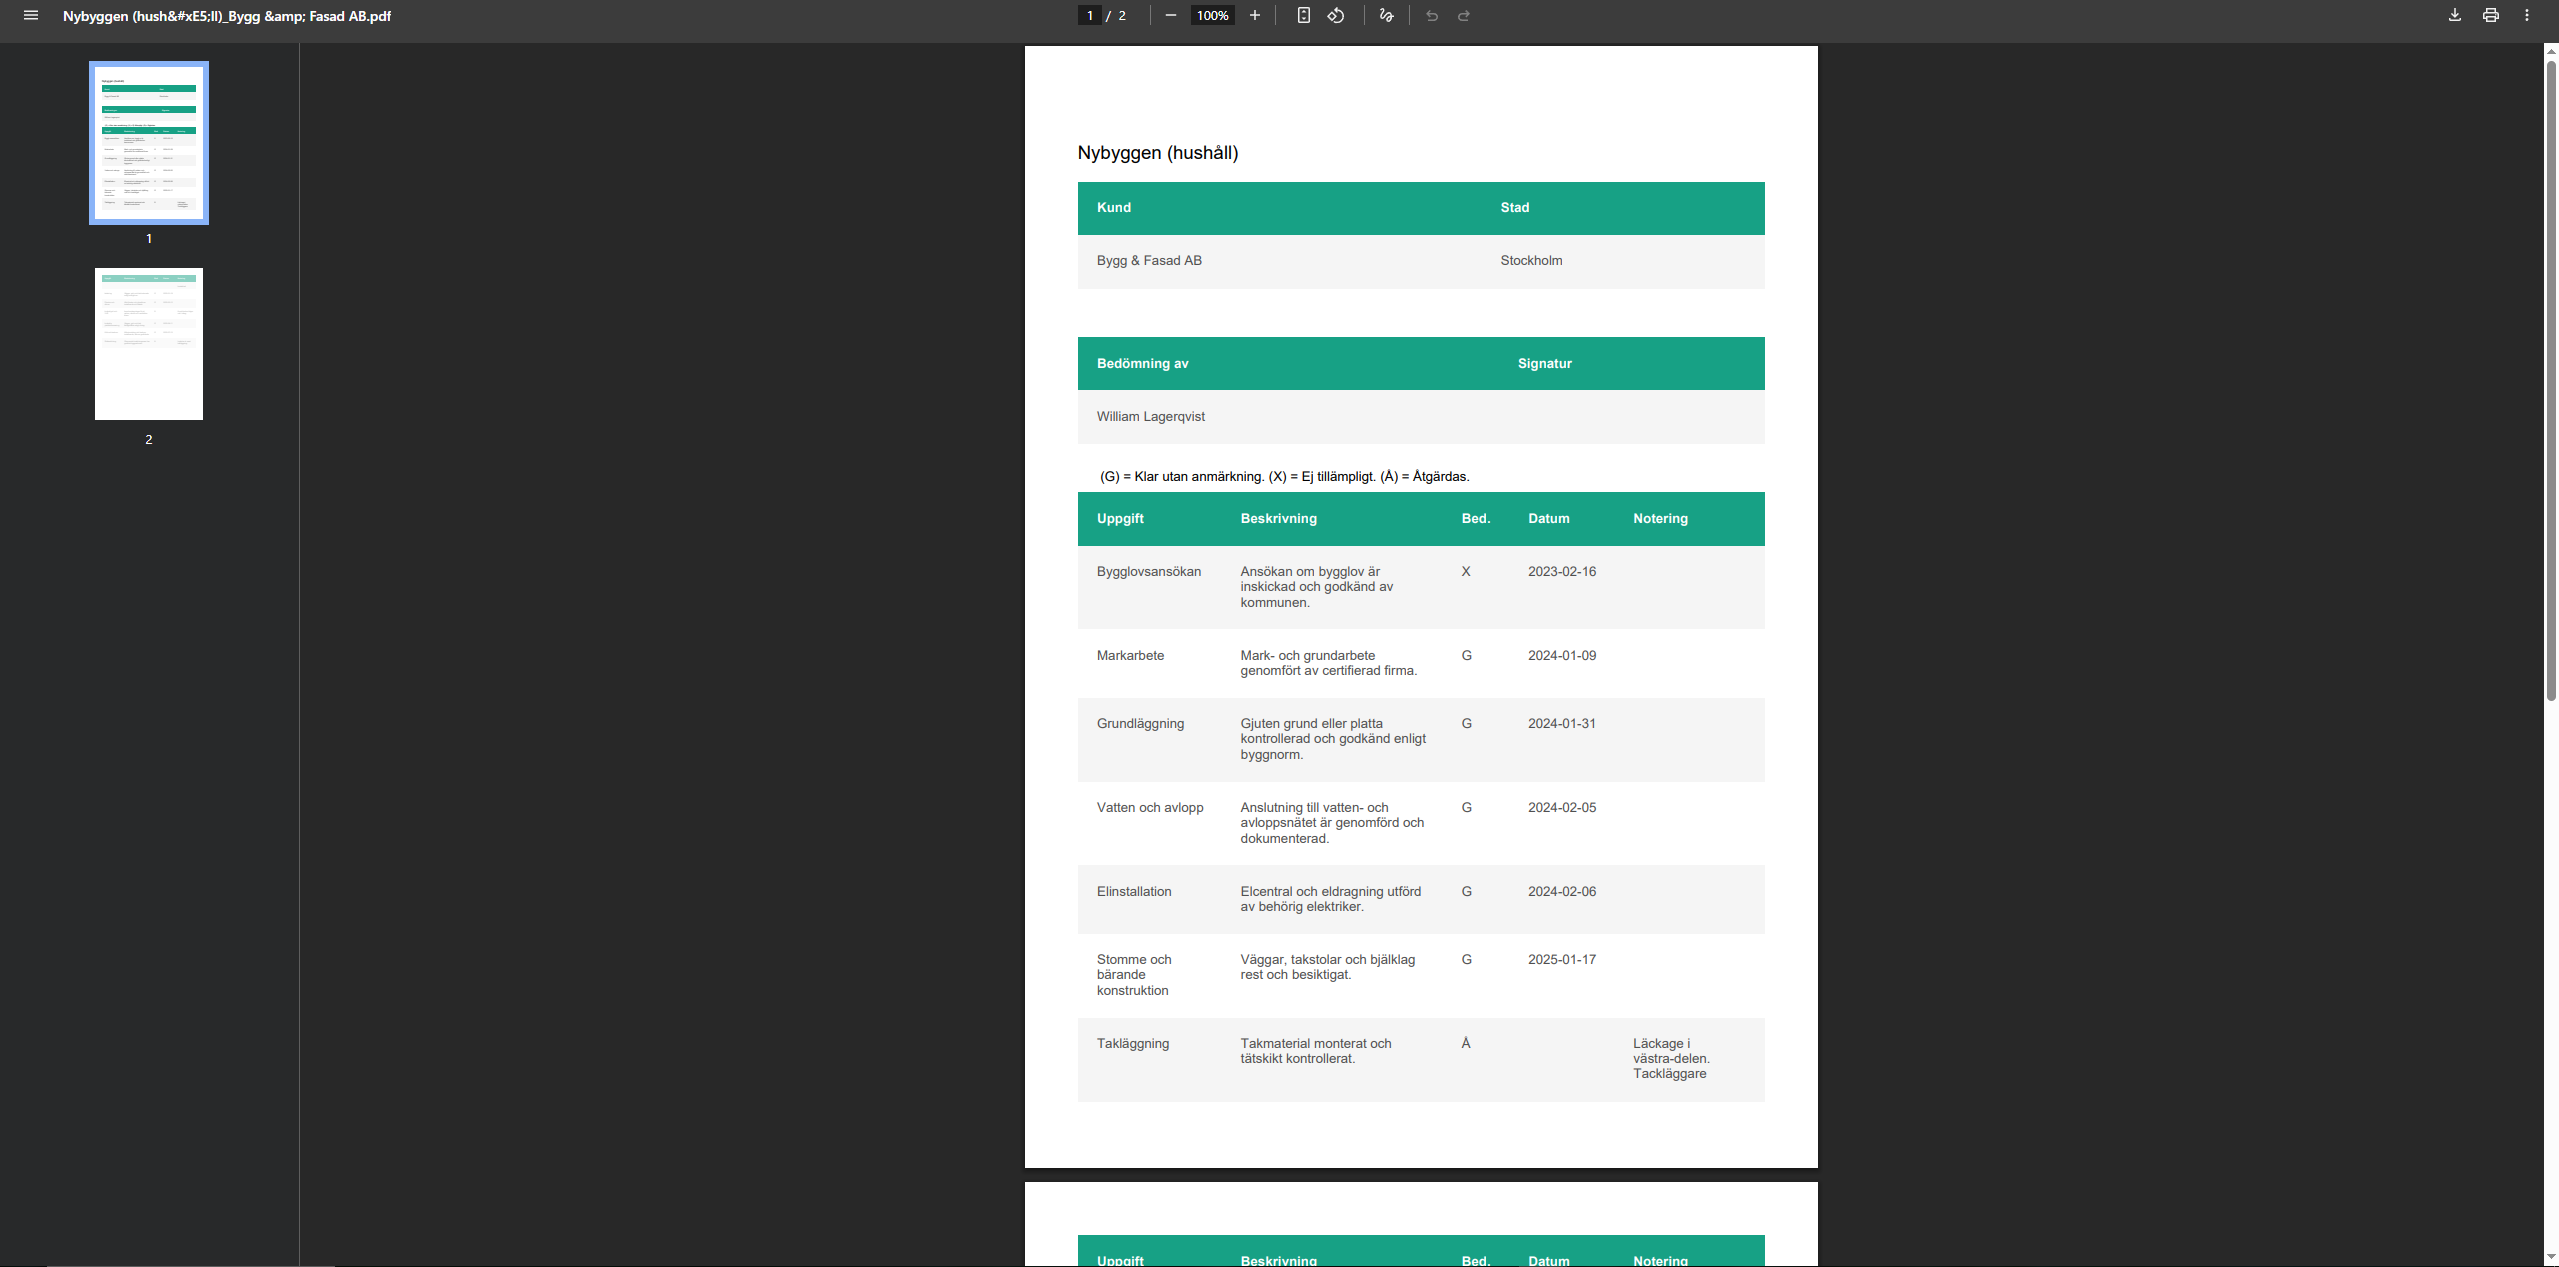 Nybyggen (hush&#xE5;ll)_Bygg &amp; Fasad AB.pdf
1 / 2
100%
1
2
Nybyggen (hushåll)
Kund Stad
Bygg & Fasad AB Stockholm
Bedömning av Signatur
William Lagerqvist
(G) = Klar utan anmärkning. (X) = Ej tillämpligt. (Å) = Åtgärdas.
Uppgift Beskrivning Bed. Datum Notering
Bygglovsansökan Ansökan om bygglov är X 2023-02-16
inskickad och godkänd av
kommunen.
Markarbete Mark- och grundarbete G 2024-01-09
genomfört av certifierad firma.
Grundläggning Gjuten grund eller platta G 2024-01-31
kontrollerad och godkänd enligt
byggnorm.
Vatten och avlopp Anslutning till vatten- och G 2024-02-05
avloppsnätet är genomförd och
dokumenterad.
Elinstallation Elcentral och eldragning utförd G 2024-02-06
av behörig elektriker.
Stomme och Väggar, takstolar och bjälklag G 2025-01-17
bärande rest och besiktigat.
konstruktion
Takläggning Takmaterial monterat och Å Läckage i
tätskikt kontrollerat. västra-delen.
Tackläggare
Uppgift Beskrivning Bed. Datum Notering